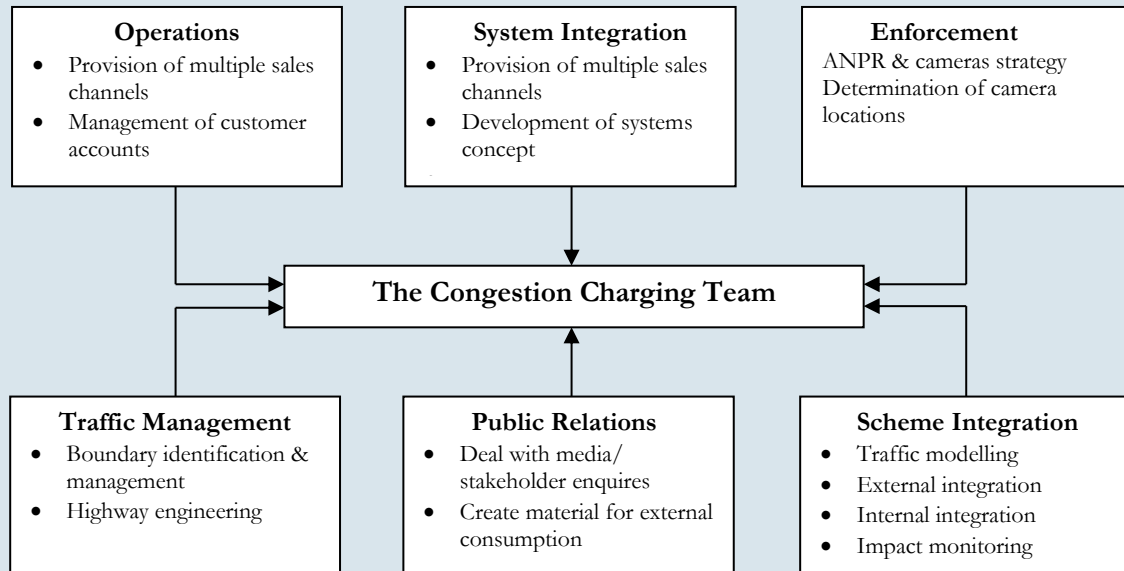 Operations
• Provision of multiple sales
channels
• Management of customer
accounts
System Integration
• Provision of multiple sales
channels
• Development of systems
concept
Enforcement
ANPR & cameras strategy
Determination of camera
locations
The Congestion Charging Team
Traffic Management
• Boundary identification &
management
• Highway engineering
Public Relations
• Deal with media/
stakeholder enquires
• Create material for external
consumption
Scheme Integration
• Traffic modelling
• External integration
• Internal integration
• Impact monitoring